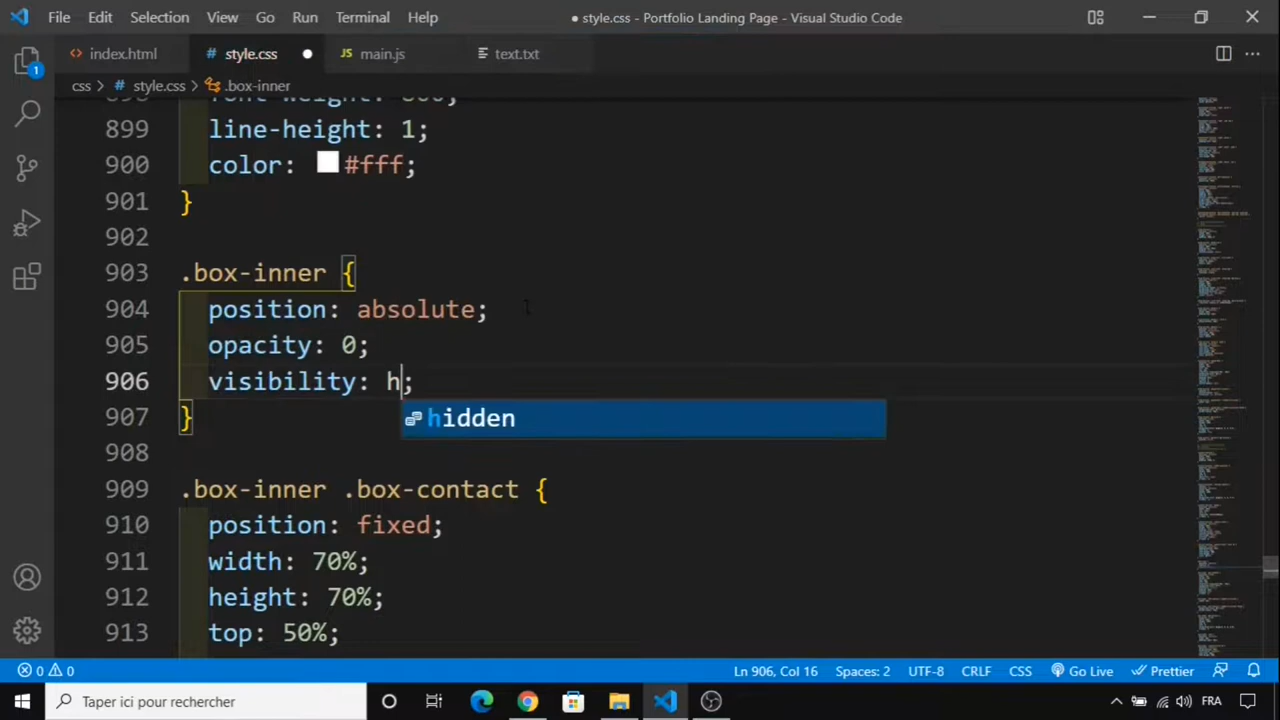 File Edit Selection View Go Run Terminal Help ● style.css - Portfolio Landing Page - Visual Studio Code
<> index.html # style.css ● JS main.js text.txt
css > # style.css > .box-inner
1
899 line-height: 1;
900 color: #fff;
901 }
902
903 .box-inner {
904 position: absolute;
905 opacity: 0;
906 visibility: h;
hidden
907 }
908
909 .box-inner .box-contact {
910 position: fixed;
911 width: 70%;
912 height: 70%;
913 top: 50%;
0 0 Ln 906, Col 16 Spaces: 2 UTF-8 CRLF CSS Go Live Prettier
Taper ici pour rechercher FRA